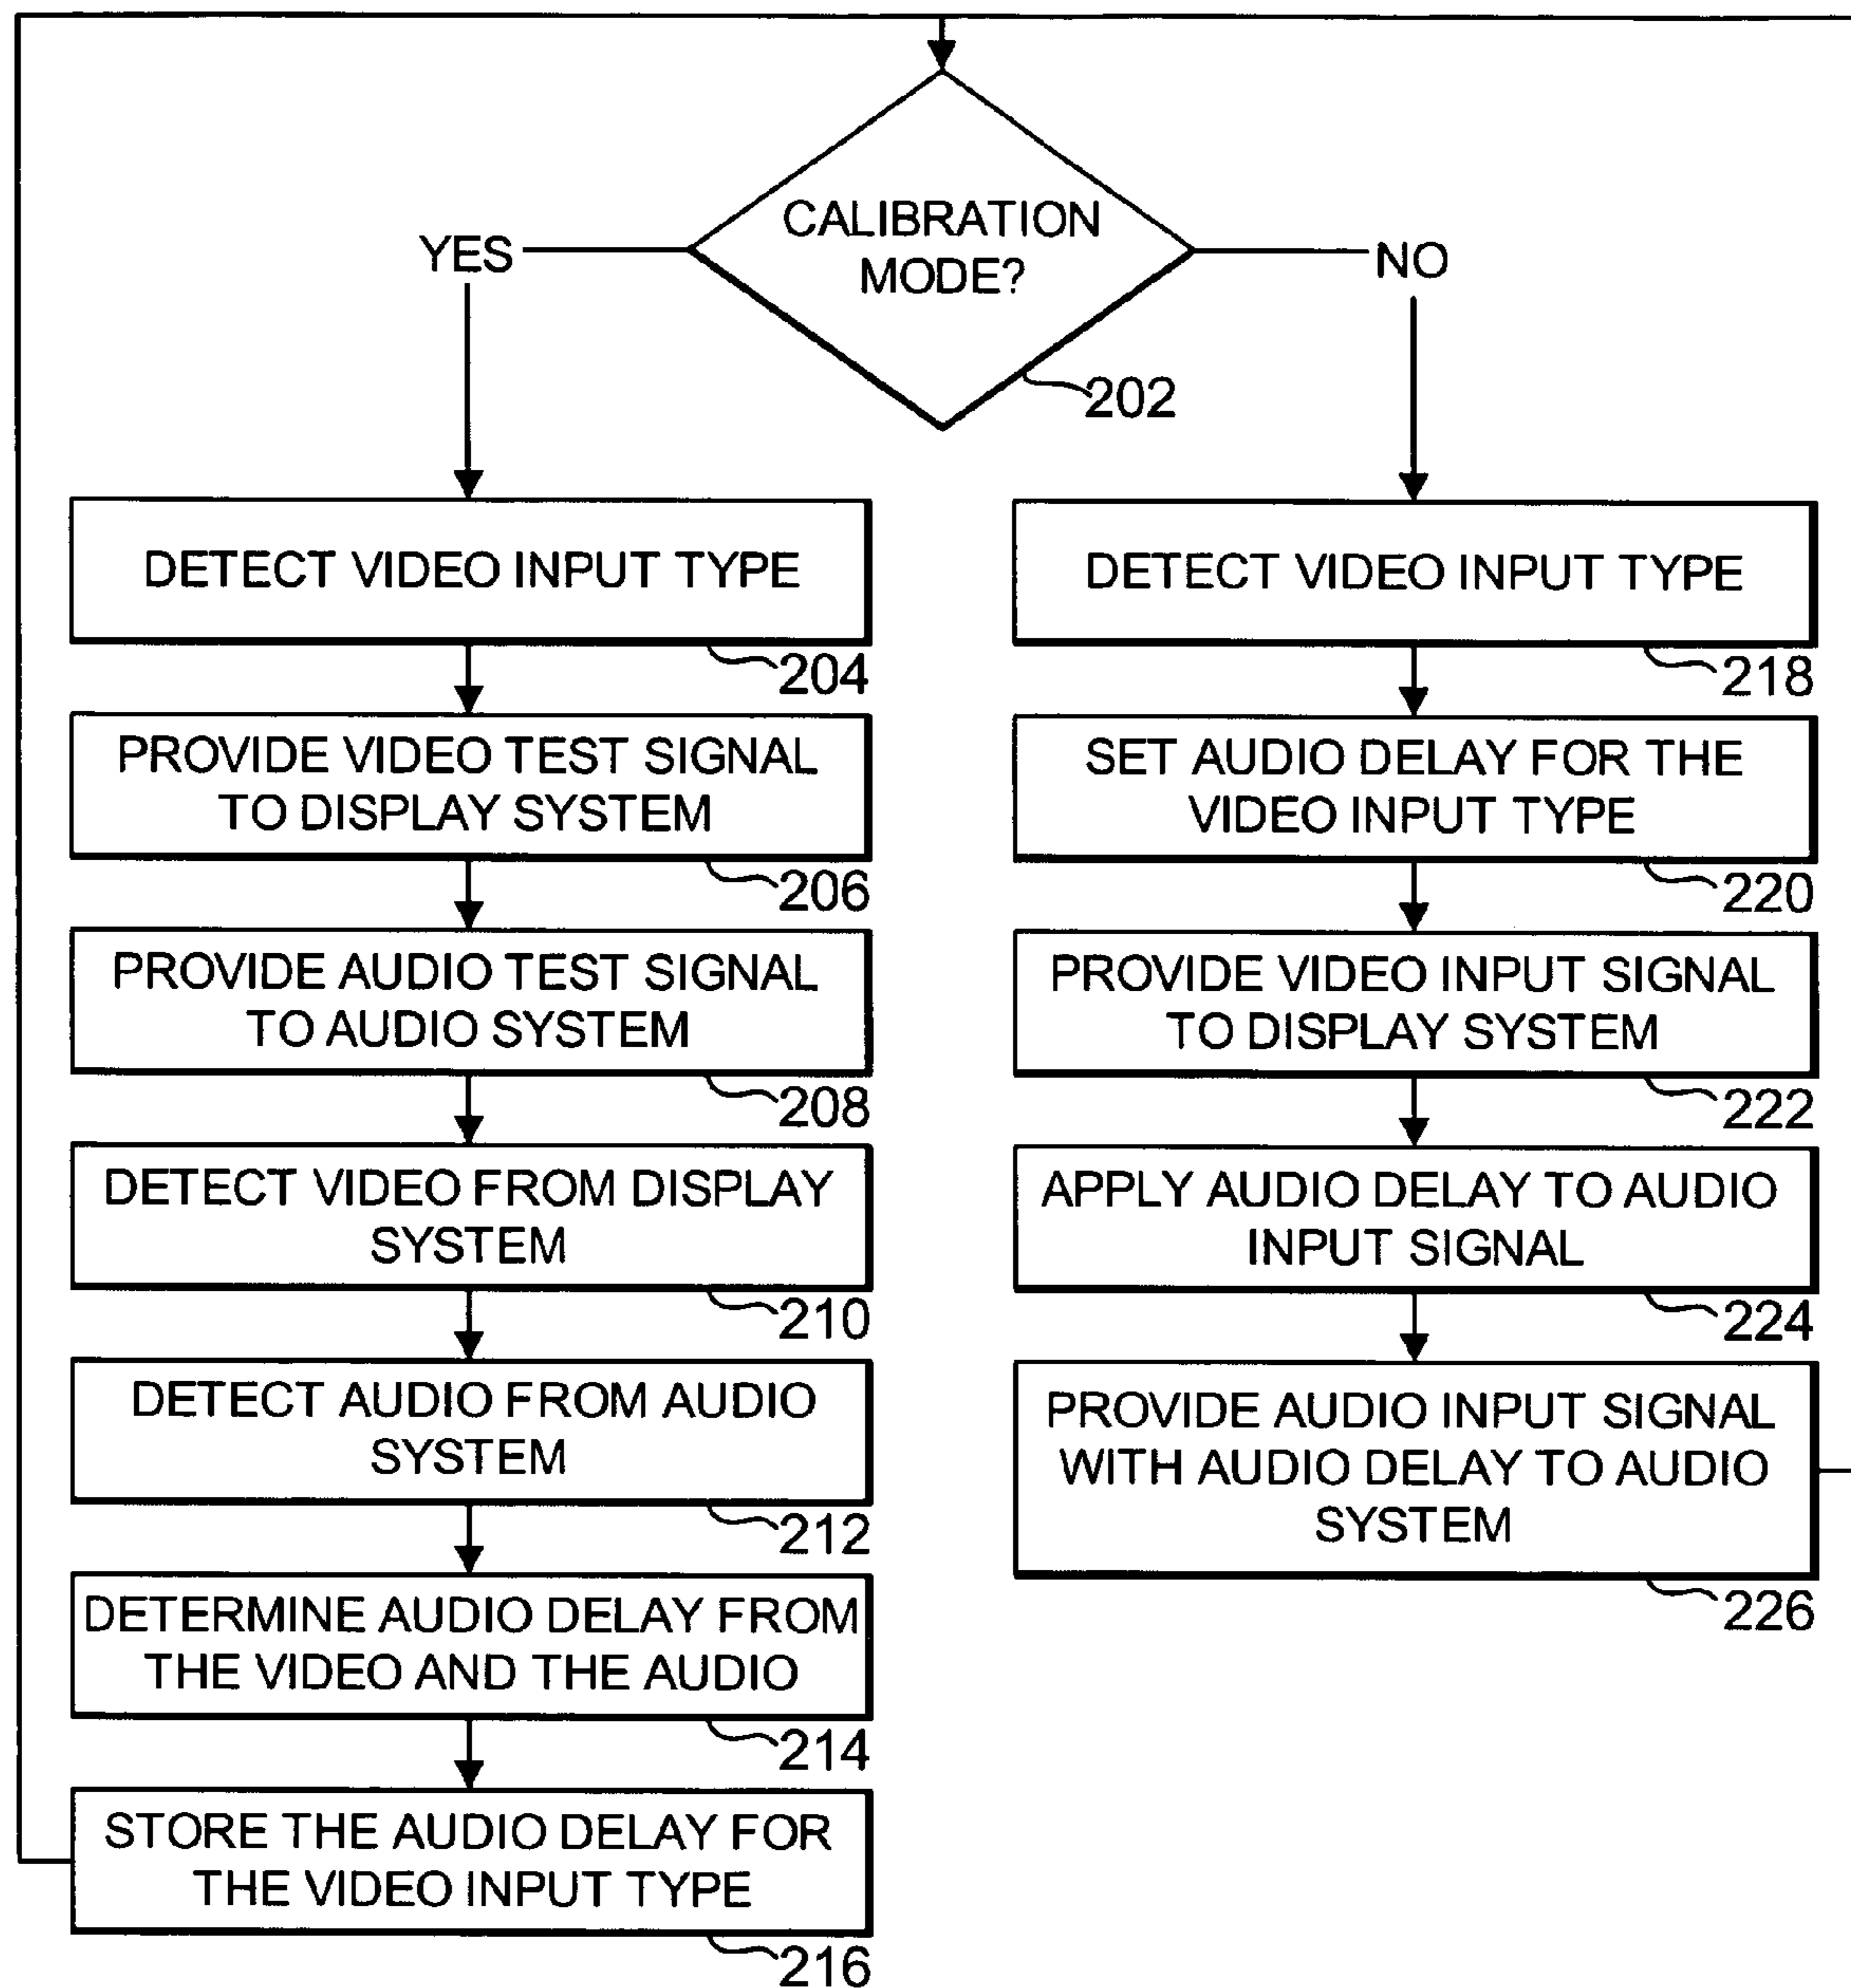 CALIBRATION
MODE?
YES
NO
202
DETECT VIDEO INPUT TYPE
204
PROVIDE VIDEO TEST SIGNAL
TO DISPLAY SYSTEM
206
PROVIDE AUDIO TEST SIGNAL
TO AUDIO SYSTEM
208
DETECT VIDEO FROM DISPLAY
SYSTEM
210
DETECT AUDIO FROM AUDIO
SYSTEM
212
DETERMINE AUDIO DELAY FROM
THE VIDEO AND THE AUDIO
214
STORE THE AUDIO DELAY FOR
THE VIDEO INPUT TYPE
216
DETECT VIDEO INPUT TYPE
218
SET AUDIO DELAY FOR THE
VIDEO INPUT TYPE
220
PROVIDE VIDEO INPUT SIGNAL
TO DISPLAY SYSTEM
222
APPLY AUDIO DELAY TO AUDIO
INPUT SIGNAL
224
PROVIDE AUDIO INPUT SIGNAL
WITH AUDIO DELAY TO AUDIO
SYSTEM
226